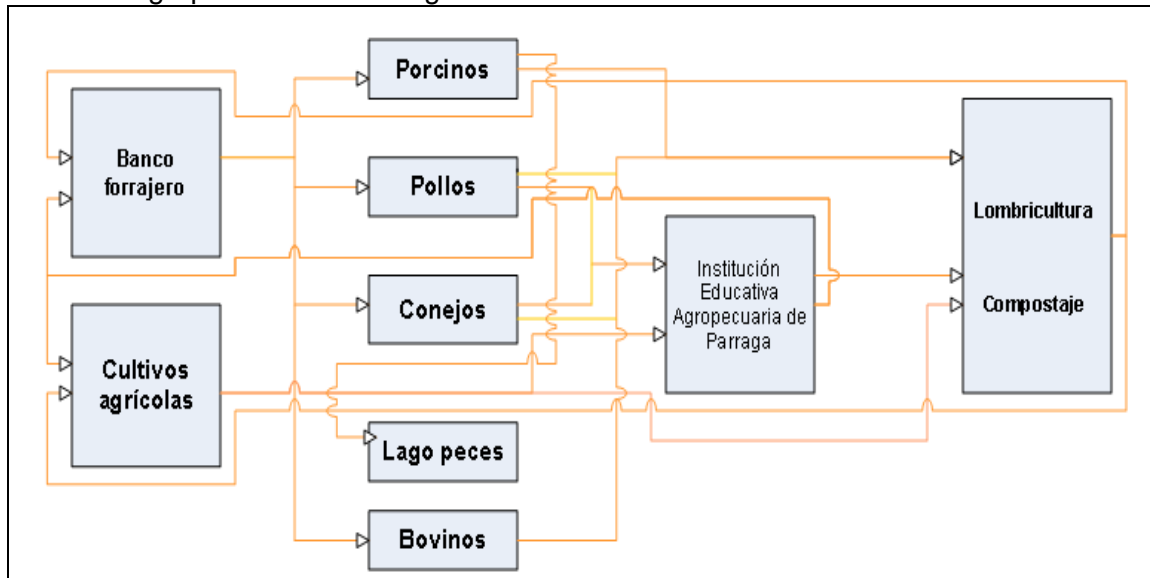 Porcinos
Banco
forrajero
Pollos
Lombricultura
Compostaje
Institución
Educativa
Agropecuaria de
Parraga
Conejos
Cultivos
agrícolas
Lago peces
Bovinos